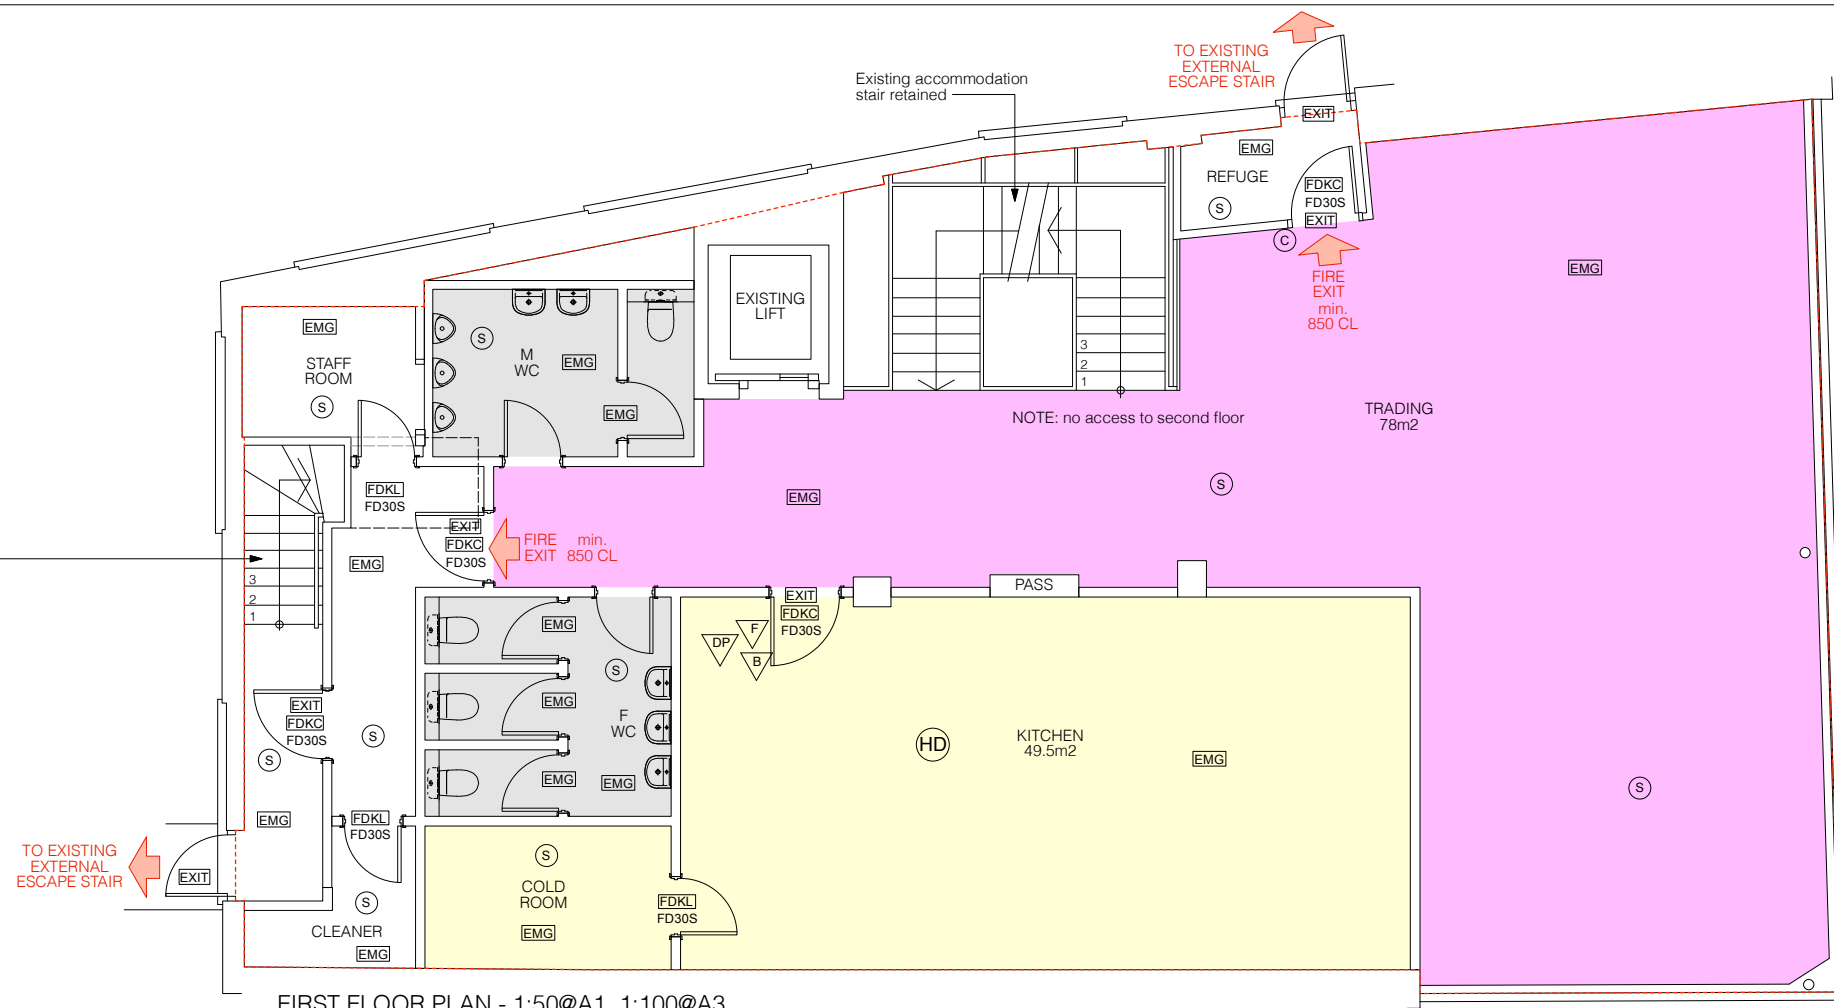 TO EXISTING
EXTERNAL
ESCAPE STAIR
Existing accommodation
stair retained
EXIT
EMG
REFUGE
FDKC
FD30S
S
EXIT
C
FIRE
EXIT
min.
850 CL
EMG
EMG
STAFF
ROOM
S
S
M
WC
EMG
EMG
EXISTING
LIFT
3
2
1
NOTE: no access to second floor
TRADING
78m2
S
EMG
FDKL
FD30S
EXIT
FDKC
FD30S
FIRE min.
EXIT 850 CL
EMG
3
2
1
PASS
EXIT
FDKC
FD30S
F
DP
B
EMG
S
EMG
F
WC
EMG
EMG
EXIT
FDKC
FD30S
S
S
HD
KITCHEN
49.5m2
EMG
S
EMG
FDKL
FD30S
TO EXISTING
EXTERNAL
ESCAPE STAIR
EXIT
S
CLEANER
EMG
S
COLD
ROOM
EMG
FDKL
FD30S
FIRST FLOOR PLAN - 1:50@A1, 1:100@A3